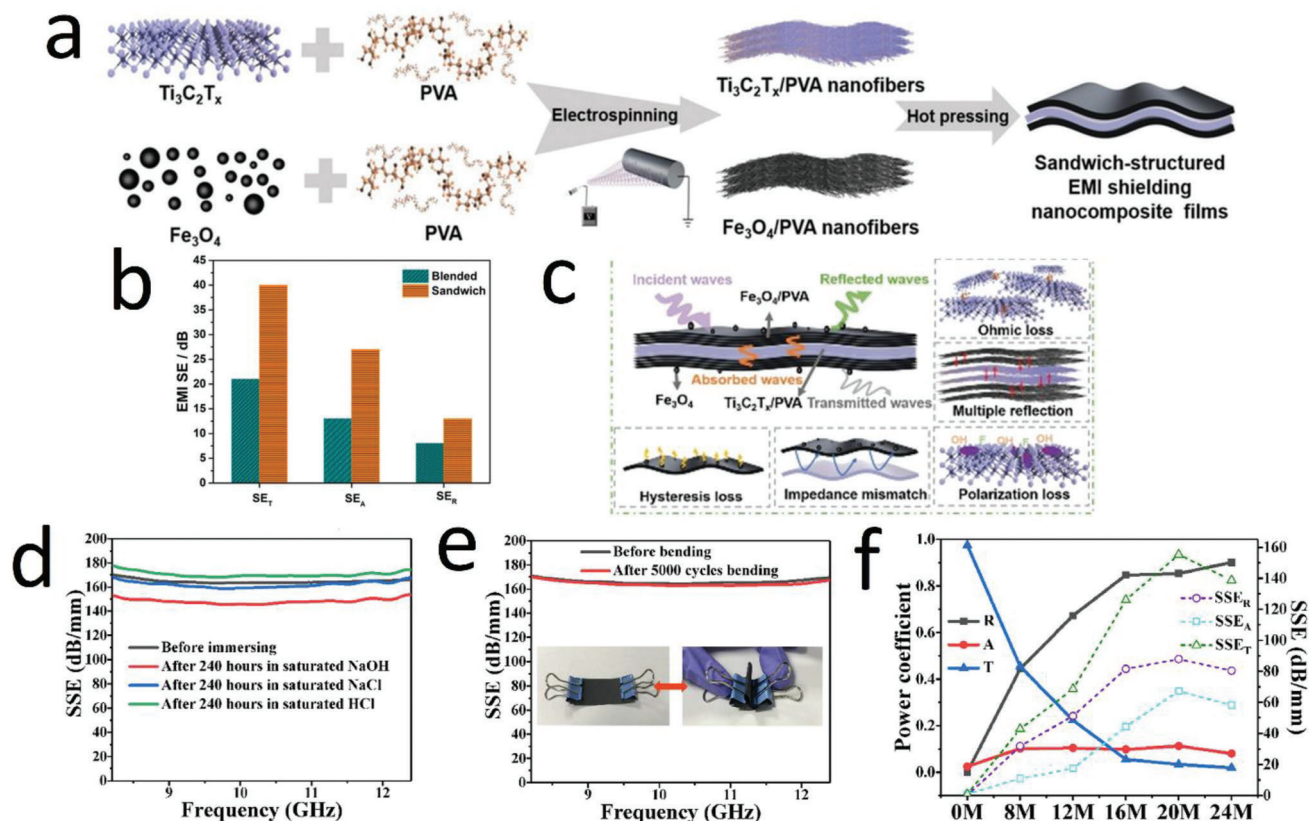 a
Ti3C2Tx
PVA
Fe3O4
PVA
Electrospinning
Ti3C2Tx/PVA nanofibers
Fe3O4/PVA nanofibers
Hot pressing
Sandwich-structured
EMI shielding
nanocomposite films
b
EMI SE / dB
45
40
35
30
25
20
15
10
5
0
Blended
Sandwich
SET
SEA
SER
c
Incident waves
Reflected waves
Fe3O4/PVA
Absorbed waves
Fe3O4
Ti3C2Tx/PVA
Transmitted waves
Ohmic loss
Multiple reflection
Hysteresis loss
Impedance mismatch
OH F OH F OH
Polarization loss
d
SSE (dB/mm)
200
180
160
140
120
100
80
60
40
20
0
Before immersing
After 240 hours in saturated NaOH
After 240 hours in saturated NaCl
After 240 hours in saturated HCl
9 10 11 12
Frequency (GHz)
e
SSE (dB/mm)
200
180
160
140
120
100
80
60
40
20
0
Before bending
After 5000 cycles bending
9 10 11 12
Frequency (GHz)
f
Power coefficient
1.0
0.8
0.6
0.4
0.2
0.0
R
A
T
SSER
SSEA
SSET
160
140
120
100
80
60
40
20
0
SSE (dB/mm)
0M 8M 12M 16M 20M 24M